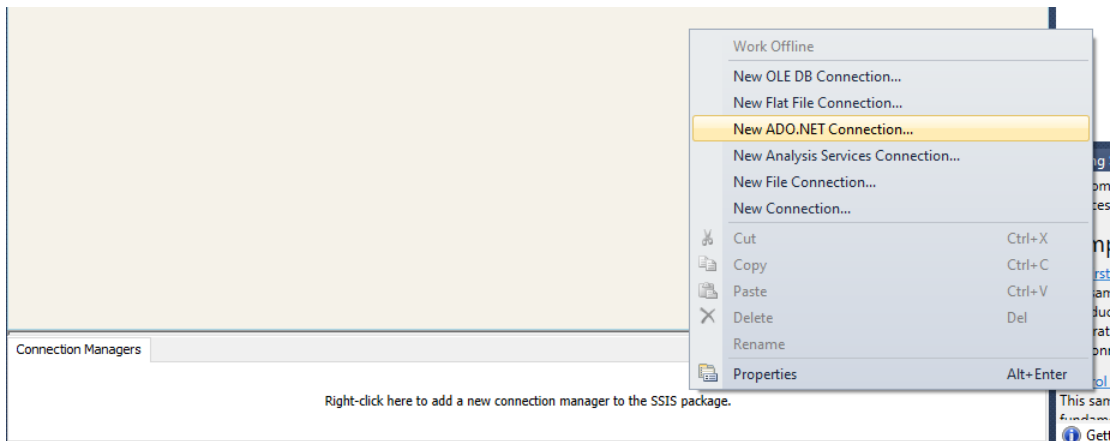 Work Offline
New OLE DB Connection...
New Flat File Connection...
New ADO.NET Connection...
New Analysis Services Connection...
New File Connection...
New Connection...
Cut Ctrl+X
Copy Ctrl+C
Paste Ctrl+V
Delete Del
Rename
Properties Alt+Enter
Connection Managers
Right-click here to add a new connection manager to the SSIS package.
This